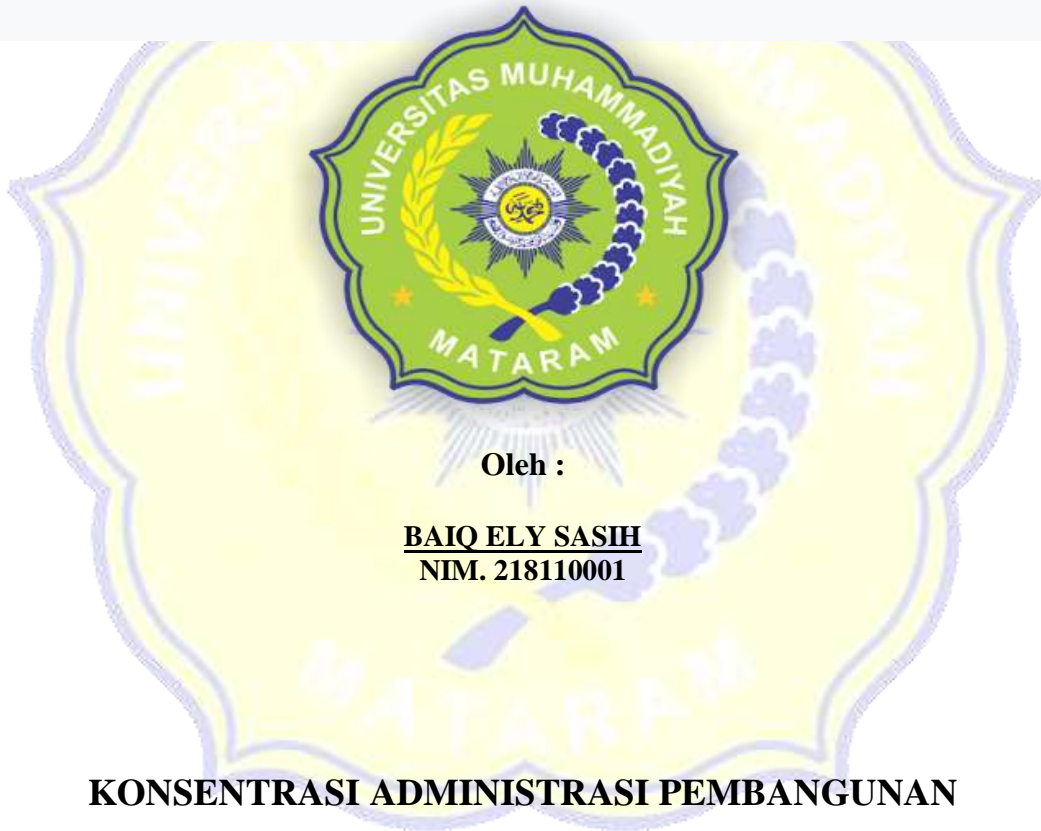 UNIVERSITAS MUHAMMADIYAH
MATARAM
Oleh :
BAIQ ELY SASIH
NIM. 218110001
KONSENTRASI ADMINISTRASI PEMBANGUNAN